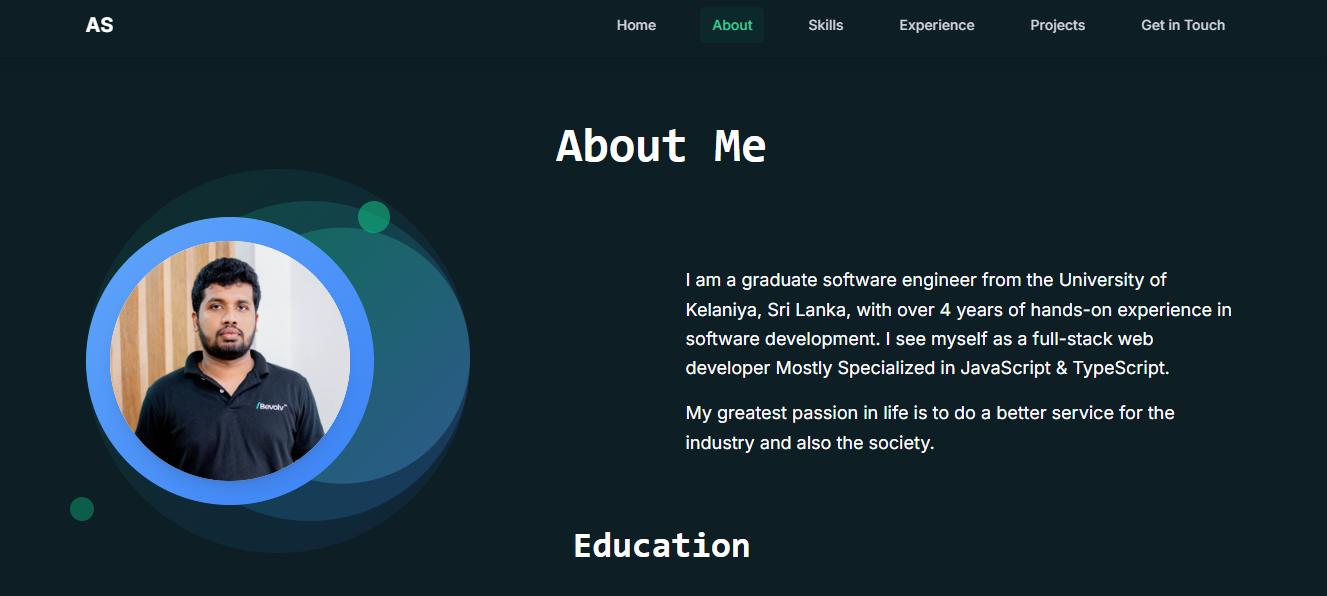 AS
Home
About
Skills
Experience
Projects
Get in Touch
About Me
I am a graduate software engineer from the University of
Kelaniya, Sri Lanka, with over 4 years of hands-on experience in
software development. I see myself as a full-stack web
developer Mostly Specialized in JavaScript & TypeScript.
My greatest passion in life is to do a better service for the
industry and also the society.
/Bevolv
Education